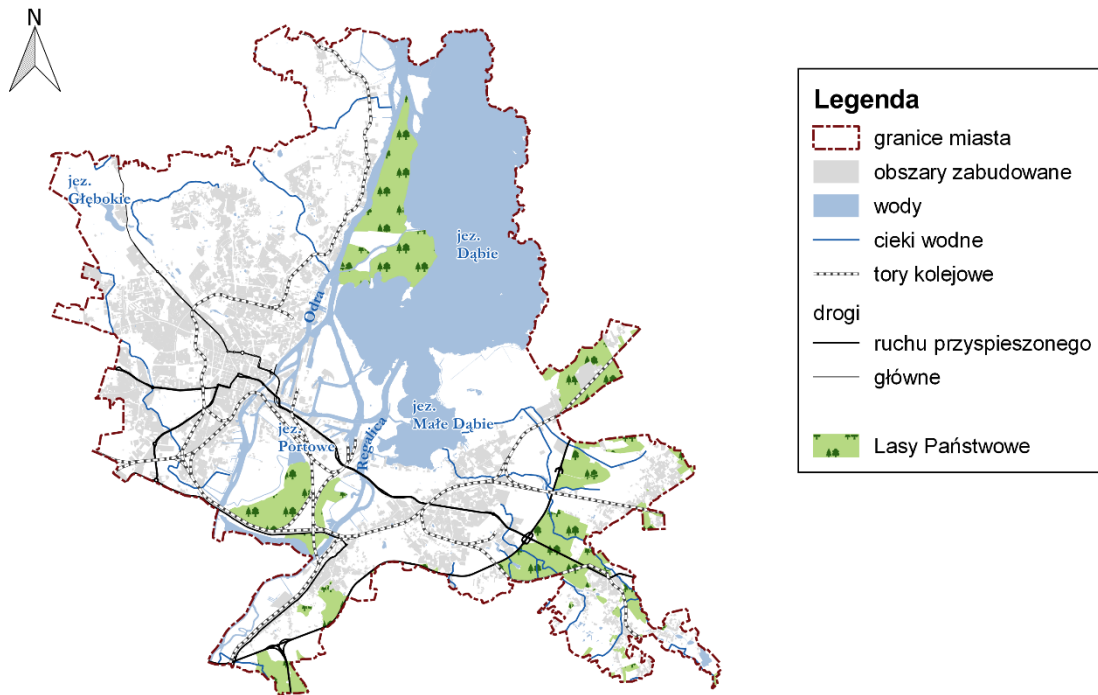 N
jez.
Głębokie
jez.
Dąbie
Odra
jez.
Portowe
Regalica
jez.
Małe Dąbie
Legenda
granice miasta
obszary zabudowane
wody
cieki wodne
tory kolejowe
drogi
ruchu przyspieszonego
główne
Lasy Państwowe